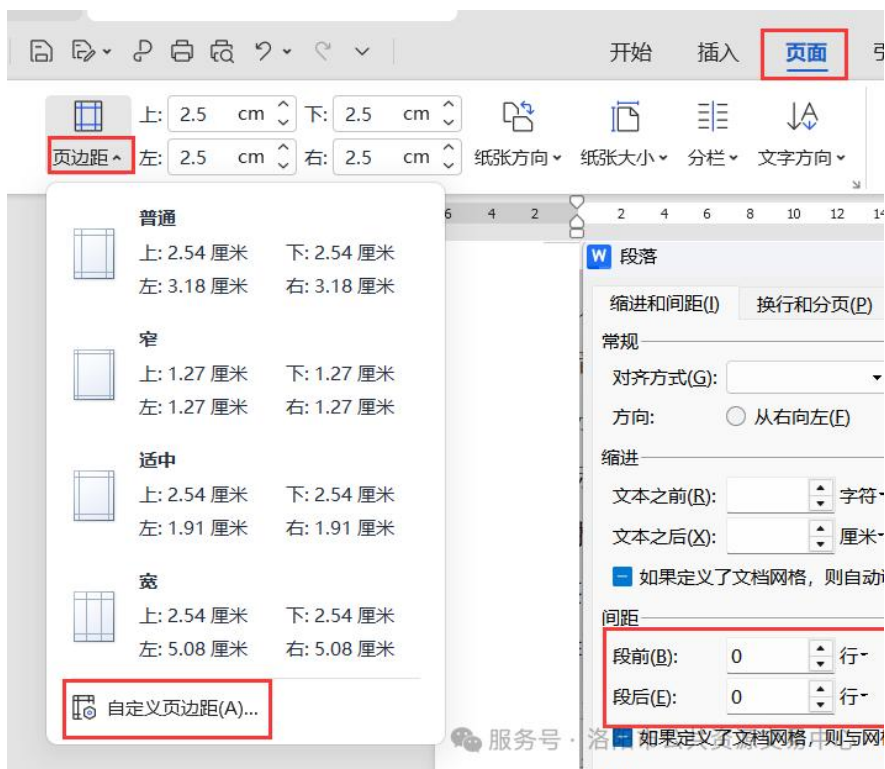 开始 插入 页面
上: 2.5 cm 下: 2.5 cm
页边距 左: 2.5 cm 右: 2.5 cm 纸张方向 纸张大小 分栏 文字方向
6 4 2 2 4 6 8 10 12 14
普通
上: 2.54 厘米 下: 2.54 厘米
左: 3.18 厘米 右: 3.18 厘米
窄
上: 1.27 厘米 下: 1.27 厘米
左: 1.27 厘米 右: 1.27 厘米
适中
上: 2.54 厘米 下: 2.54 厘米
左: 1.91 厘米 右: 1.91 厘米
宽
上: 2.54 厘米 下: 2.54 厘米
左: 5.08 厘米 右: 5.08 厘米
自定义页边距(A)...
W 段落
缩进和间距(I) 换行和分页(P)
常规
对齐方式(G):
方向: 从右向左(F)
缩进
文本之前(R): 字符
文本之后(X): 厘米
如果定义了文档网格，则自动
间距
段前(B): 0 行
段后(E): 0 行
如果定义了文档网格，则与网
服务号 · 洛